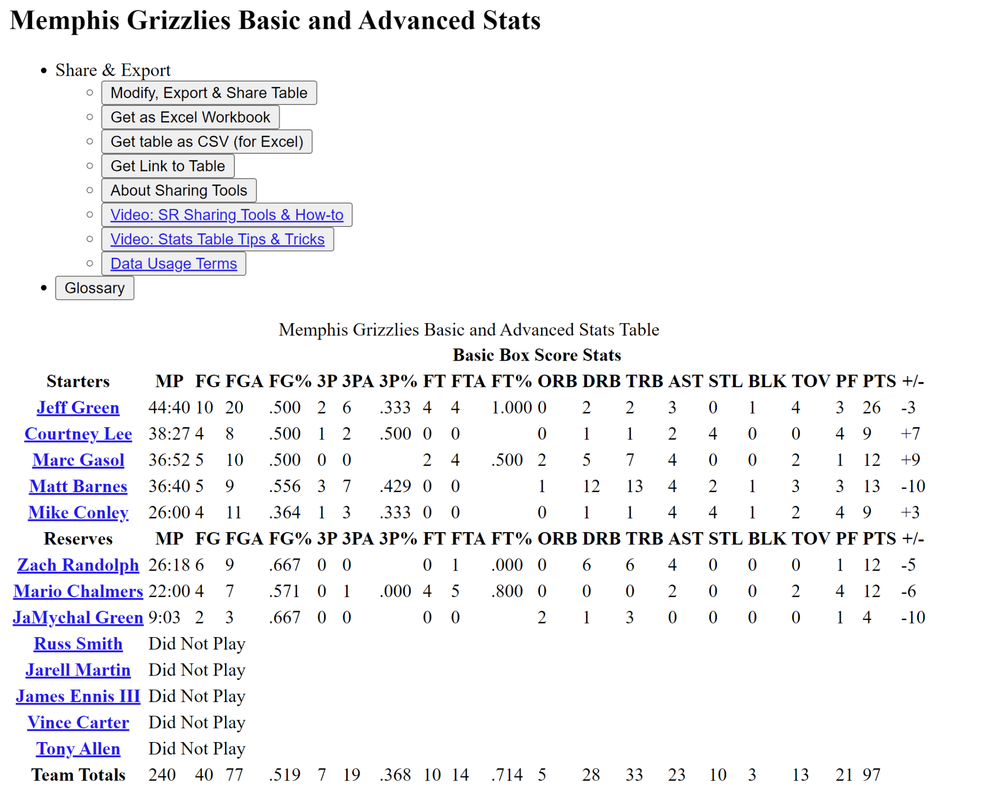 Memphis Grizzlies Basic and Advanced Stats
Share & Export
Modify, Export & Share Table
Get as Excel Workbook
Get table as CSV (for Excel)
Get Link to Table
About Sharing Tools
Video: SR Sharing Tools & How-to
Video: Stats Table Tips & Tricks
Data Usage Terms
Glossary
Memphis Grizzlies Basic and Advanced Stats Table
Basic Box Score Stats
Starters MP FG FGA FG% 3P 3PA 3P% FT FTA FT% ORB DRB TRB AST STL BLK TOV PF PTS +/-
Jeff Green 44:40 10 20 .500 2 6 .333 4 4 1.000 0 2 2 3 0 1 4 3 26 -3
Courtney Lee 38:27 4 8 .500 1 2 .500 0 0 0 1 1 2 4 0 0 4 9 +7
Marc Gasol 36:52 5 10 .500 0 0 2 4 .500 2 5 7 4 0 0 2 1 12 +9
Matt Barnes 36:40 5 9 .556 3 7 .429 0 0 1 12 13 4 2 1 3 3 13 -10
Mike Conley 26:00 4 11 .364 1 3 .333 0 0 0 1 1 4 4 1 2 4 9 +3
Reserves MP FG FGA FG% 3P 3PA 3P% FT FTA FT% ORB DRB TRB AST STL BLK TOV PF PTS +/-
Zach Randolph 26:18 6 9 .667 0 0 0 1 .000 0 6 6 4 0 0 0 1 12 -5
Mario Chalmers 22:00 4 7 .571 0 1 .000 4 5 .800 0 0 0 2 0 0 2 4 12 -6
JaMychal Green 9:03 2 3 .667 0 0 0 0 2 1 3 0 0 0 0 1 4 -10
Russ Smith Did Not Play
Jarell Martin Did Not Play
James Ennis III Did Not Play
Vince Carter Did Not Play
Tony Allen Did Not Play
Team Totals 240 40 77 .519 7 19 .368 10 14 .714 5 28 33 23 10 3 13 21 97